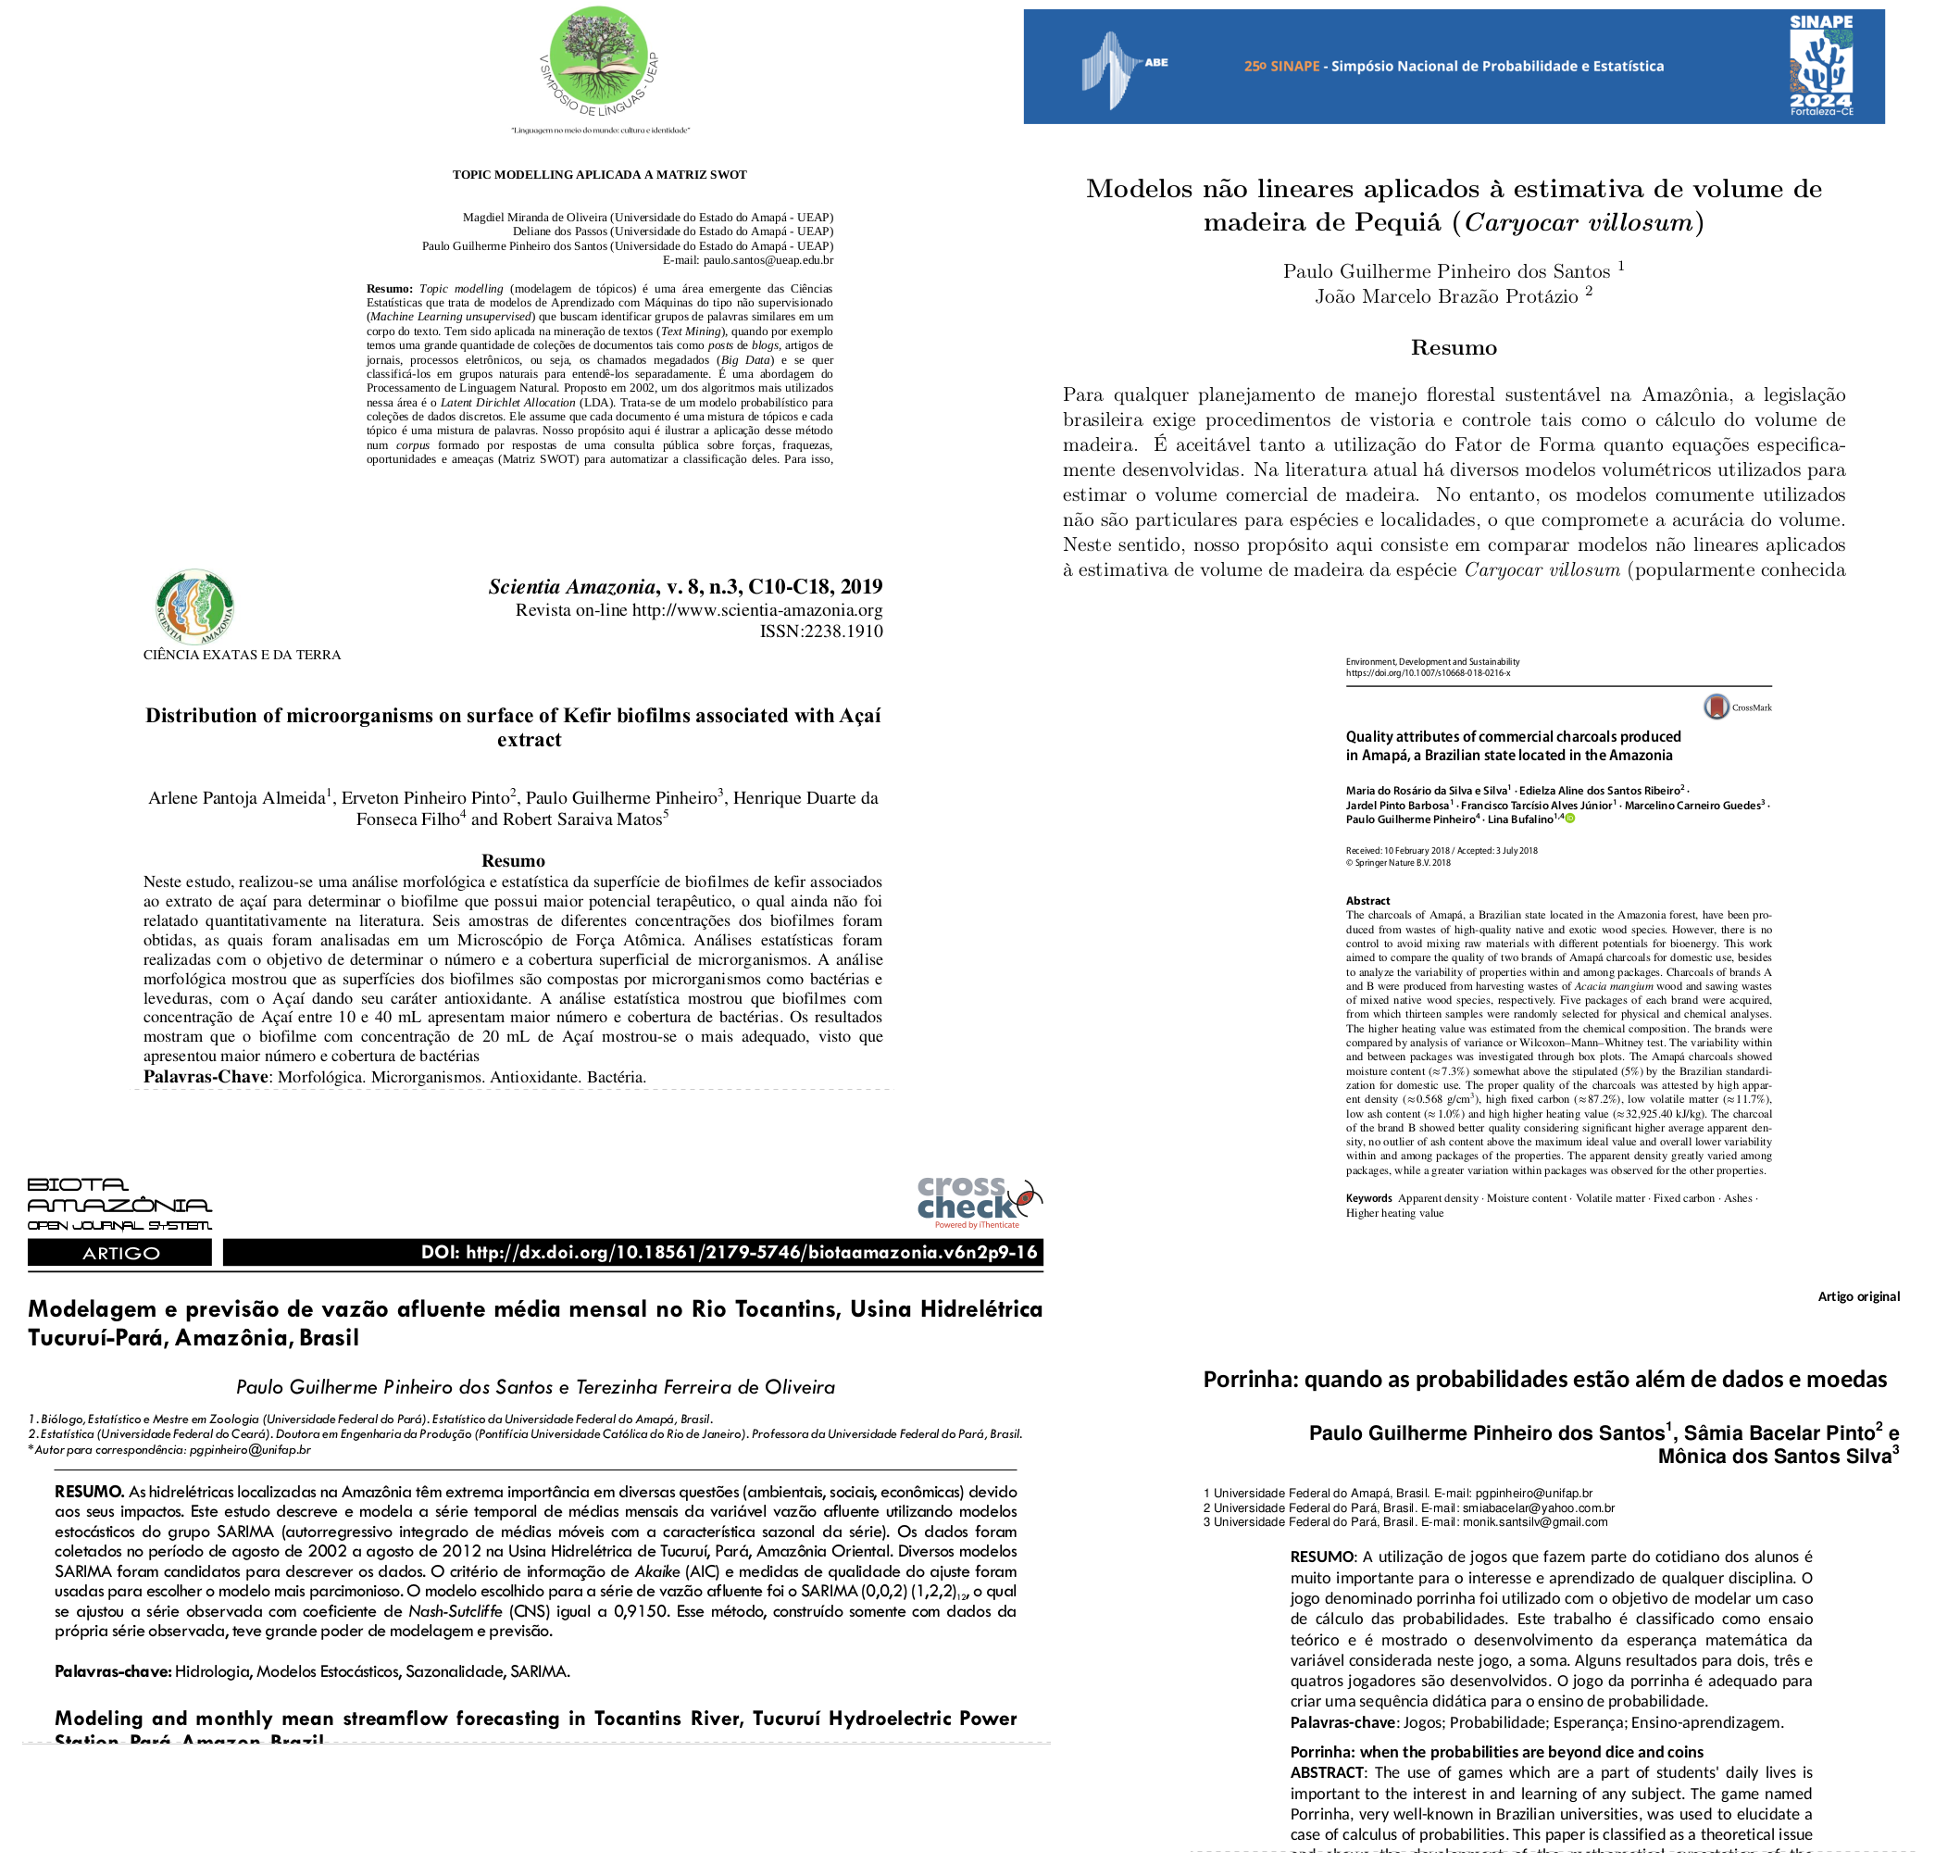 V SIMPÓSIO DE LÍNGUAS - UEAP
"Linguagem no meio do mundo: cultura e identidade"
TOPIC MODELLING APLICADA A MATRIZ SWOT
Magdiel Miranda de Oliveira (Universidade do Estado do Amapá - UEAP)
Deliane dos Passos (Universidade do Estado do Amapá - UEAP)
Paulo Guilherme Pinheiro dos Santos (Universidade do Estado do Amapá - UEAP)
E-mail: paulo.santos@ueap.edu.br
Resumo: Topic modelling (modelagem de tópicos) é uma área emergente das Ciências
Estatísticas que trata de modelos de Aprendizado com Máquinas do tipo não supervisionado
(Machine Learning unsupervised) que buscam identificar grupos de palavras similares em um
corpo do texto. Tem sido aplicada na mineração de textos (Text Mining), quando por exemplo
temos uma grande quantidade de coleções de documentos tais como posts de blogs, artigos de
jornais, processos eletrônicos, ou seja, os chamados megadados (Big Data) e se quer
classificá-los em grupos naturais para entendê-los separadamente. É uma abordagem do
Processamento de Linguagem Natural. Proposto em 2002, um dos algoritmos mais utilizados
nessa área é o Latent Dirichlet Allocation (LDA). Trata-se de um modelo probabilístico para
coleções de dados discretos. Ele assume que cada documento é uma mistura de tópicos e cada
tópico é uma mistura de palavras. Nosso propósito aqui é ilustrar a aplicação desse método
num corpus formado por respostas de uma consulta pública sobre forças, fraquezas,
oportunidades e ameaças (Matriz SWOT) para automatizar a classificação deles. Para isso,
ABE
25º SINAPE - Simpósio Nacional de Probabilidade e Estatística
SINAPE
2024
Fortaleza-CE
Modelos não lineares aplicados à estimativa de volume de
madeira de Pequiá (Caryocar villosum)
Paulo Guilherme Pinheiro dos Santos 1
João Marcelo Brazão Protázio 2
Resumo
Para qualquer planejamento de manejo florestal sustentável na Amazônia, a legislação
brasileira exige procedimentos de vistoria e controle tais como o cálculo do volume de
madeira. É aceitável tanto a utilização do Fator de Forma quanto equações especifica-
mente desenvolvidas. Na literatura atual há diversos modelos volumétricos utilizados para
estimar o volume comercial de madeira. No entanto, os modelos comumente utilizados
não são particulares para espécies e localidades, o que compromete a acurácia do volume.
Neste sentido, nosso propósito aqui consiste em comparar modelos não lineares aplicados
à estimativa de volume de madeira da espécie Caryocar villosum (popularmente conhecida
SCIENTIA AMAZONIA
Scientia Amazonia, v. 8, n.3, C10-C18, 2019
Revista on-line http://www.scientia-amazonia.org
ISSN:2238.1910
CIÊNCIA EXATAS E DA TERRA
Distribution of microorganisms on surface of Kefir biofilms associated with Açaí
extract
Arlene Pantoja Almeida1, Erveton Pinheiro Pinto2, Paulo Guilherme Pinheiro3, Henrique Duarte da
Fonseca Filho4 and Robert Saraiva Matos5
Resumo
Neste estudo, realizou-se uma análise morfológica e estatística da superfície de biofilmes de kefir associados
ao extrato de açaí para determinar o biofilme que possui maior potencial terapêutico, o qual ainda não foi
relatado quantitativamente na literatura. Seis amostras de diferentes concentrações dos biofilmes foram
obtidas, as quais foram analisadas em um Microscópio de Força Atômica. Análises estatísticas foram
realizadas com o objetivo de determinar o número e a cobertura superficial de microrganismos. A análise
morfológica mostrou que as superfícies dos biofilmes são compostas por microrganismos como bactérias e
leveduras, com o Açaí dando seu caráter antioxidante. A análise estatística mostrou que biofilmes com
concentração de Açaí entre 10 e 40 mL apresentam maior número e cobertura de bactérias. Os resultados
mostram que o biofilme com concentração de 20 mL de Açaí mostrou-se o mais adequado, visto que
apresentou maior número e cobertura de bactérias
Palavras-Chave: Morfológica. Microrganismos. Antioxidante. Bactéria.
Environment, Development and Sustainability
https://doi.org/10.1007/s10668-018-0216-x
CrossMark
Quality attributes of commercial charcoals produced
in Amapá, a Brazilian state located in the Amazonia
Maria do Rosário da Silva e Silva1 · Edielza Aline dos Santos Ribeiro2 ·
Jardel Pinto Barbosa1 · Francisco Tarcísio Alves Júnior1 · Marcelino Carneiro Guedes3 ·
Paulo Guilherme Pinheiro4 · Lina Bufalino1,4
Received: 10 February 2018 / Accepted: 3 July 2018
© Springer Nature B.V. 2018
Abstract
The charcoals of Amapá, a Brazilian state located in the Amazonia forest, have been pro-
duced from wastes of high-quality native and exotic wood species. However, there is no
control to avoid mixing raw materials with different potentials for bioenergy. This work
aimed to compare the quality of two brands of Amapá charcoals for domestic use, besides
to analyze the variability of properties within and among packages. Charcoals of brands A
and B were produced from harvesting wastes of Acacia mangium wood and sawing wastes
of mixed native wood species, respectively. Five packages of each brand were acquired,
from which thirteen samples were randomly selected for physical and chemical analyses.
The higher heating value was estimated from the chemical composition. The brands were
compared by analysis of variance or Wilcoxon–Mann–Whitney test. The variability within
and between packages was investigated through box plots. The Amapá charcoals showed
moisture content (≈7.3%) somewhat above the stipulated (5%) by the Brazilian standardi-
zation for domestic use. The proper quality of the charcoals was attested by high appar-
ent density (≈0.568 g/cm3), high fixed carbon (≈87.2%), low volatile matter (≈11.7%),
low ash content (≈1.0%) and high higher heating value (≈32,925.40 kJ/kg). The charcoal
of the brand B showed better quality considering significant higher average apparent den-
sity, no outlier of ash content above the maximum ideal value and overall lower variability
within and among packages of the properties. The apparent density greatly varied among
packages, while a greater variation within packages was observed for the other properties.
Keywords Apparent density · Moisture content · Volatile matter · Fixed carbon · Ashes ·
Higher heating value
BIOTA
AMAZÔNIA
OPEN JOURNAL SYSTEM
cross
check
Powered by iThenticate
ARTIGO
DOI: http://dx.doi.org/10.18561/2179-5746/biotaamazonia.v6n2p9-16
Modelagem e previsão de vazão afluente média mensal no Rio Tocantins, Usina Hidrelétrica
Tucuruí-Pará, Amazônia, Brasil
Paulo Guilherme Pinheiro dos Santos e Terezinha Ferreira de Oliveira
1. Biólogo, Estatístico e Mestre em Zoologia (Universidade Federal do Pará). Estatístico da Universidade Federal do Amapá, Brasil.
2. Estatística (Universidade Federal do Ceará). Doutora em Engenharia da Produção (Pontifícia Universidade Católica do Rio de Janeiro). Professora da Universidade Federal do Pará, Brasil.
*Autor para correspondência: pgpinheiro@unifap.br
RESUMO. As hidrelétricas localizadas na Amazônia têm extrema importância em diversas questões (ambientais, sociais, econômicas) devido
aos seus impactos. Este estudo descreve e modela a série temporal de médias mensais da variável vazão afluente utilizando modelos
estocásticos do grupo SARIMA (autorregressivo integrado de médias móveis com a característica sazonal da série). Os dados foram
coletados no período de agosto de 2002 a agosto de 2012 na Usina Hidrelétrica de Tucuruí, Pará, Amazônia Oriental. Diversos modelos
SARIMA foram candidatos para descrever os dados. O critério de informação de Akaike (AIC) e medidas de qualidade do ajuste foram
usadas para escolher o modelo mais parcimonioso. O modelo escolhido para a série de vazão afluente foi o SARIMA (0,0,2) (1,2,2)12, o qual
se ajustou a série observada com coeficiente de Nash-Sutcliffe (CNS) igual a 0,9150. Esse método, construído somente com dados da
própria série observada, teve grande poder de modelagem e previsão.
Palavras-chave: Hidrologia, Modelos Estocásticos, Sazonalidade, SARIMA.
Modeling and monthly mean streamflow forecasting in Tocantins River, Tucuruí Hydroelectric Power
Station-Pará, Amazon, Brazil
Artigo original
Porrinha: quando as probabilidades estão além de dados e moedas
Paulo Guilherme Pinheiro dos Santos1, Sâmia Bacelar Pinto2 e
Mônica dos Santos Silva3
1 Universidade Federal do Amapá, Brasil. E-mail: pgpinheiro@unifap.br
2 Universidade Federal do Pará, Brasil. E-mail: smiabacelar@yahoo.com.br
3 Universidade Federal do Pará, Brasil. E-mail: monik.santsilv@gmail.com
RESUMO: A utilização de jogos que fazem parte do cotidiano dos alunos é
muito importante para o interesse e aprendizado de qualquer disciplina. O
jogo denominado porrinha foi utilizado com o objetivo de modelar um caso
de cálculo das probabilidades. Este trabalho é classificado como ensaio
teórico e é mostrado o desenvolvimento da esperança matemática da
variável considerada neste jogo, a soma. Alguns resultados para dois, três e
quatros jogadores são desenvolvidos. O jogo da porrinha é adequado para
criar uma sequência didática para o ensino de probabilidade.
Palavras-chave: Jogos; Probabilidade; Esperança; Ensino-aprendizagem.
Porrinha: when the probabilities are beyond dice and coins
ABSTRACT: The use of games which are a part of students' daily lives is
important to the interest in and learning of any subject. The game named
Porrinha, very well-known in Brazilian universities, was used to elucidate a
case of calculus of probabilities. This paper is classified as a theoretical issue